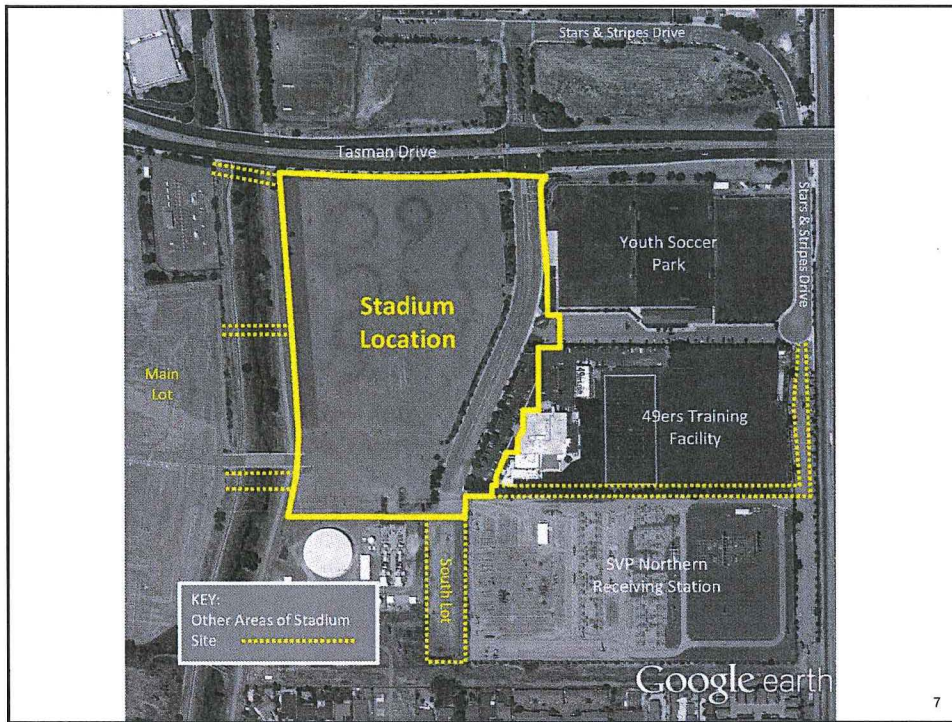 Stars & Stripes Drive
Tasman Drive
Stars & Stripes Drive
Youth Soccer
Park
Stadium
Location
Main
Lot
49ers Training
Facility
South Lot
SVP Northern
Receiving Station
KEY:
Other Areas of Stadium
Site
Google earth
7